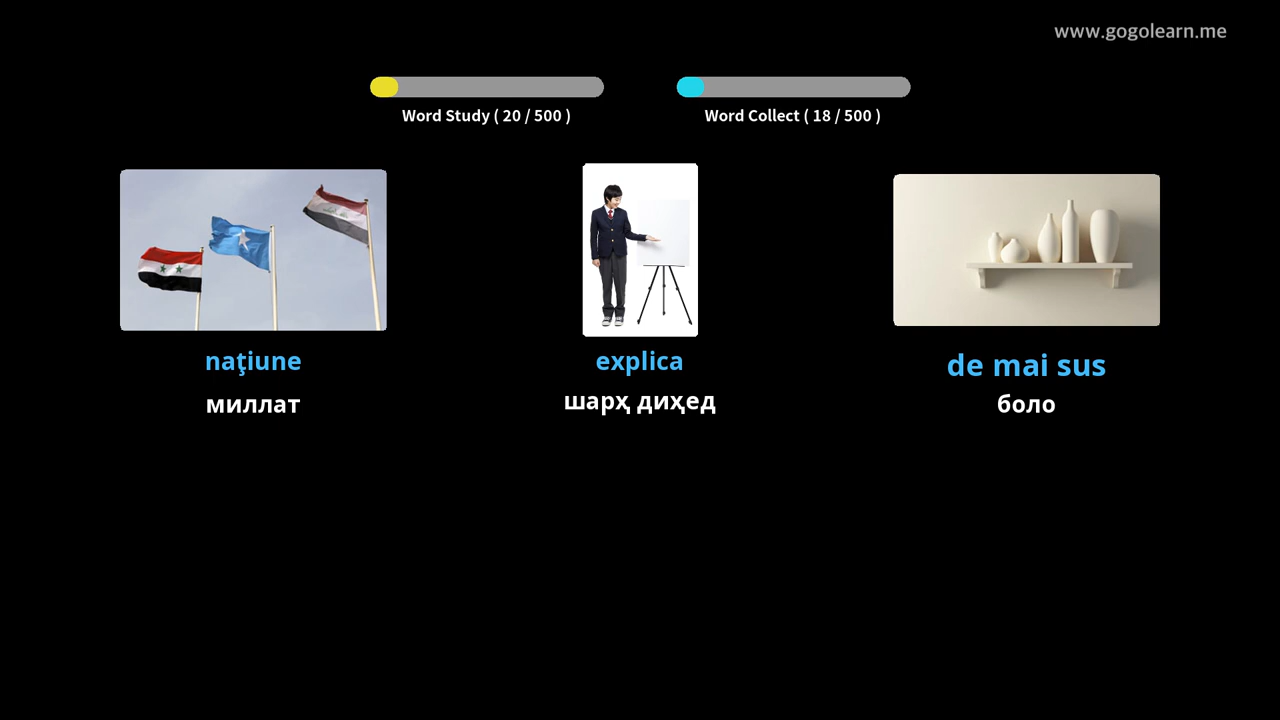 www.gogolearn.me
Word Study ( 20 / 500 )
Word Collect ( 18 / 500 )
naţiune
explica
de mai sus
миллат
шарҳ диҳед
боло